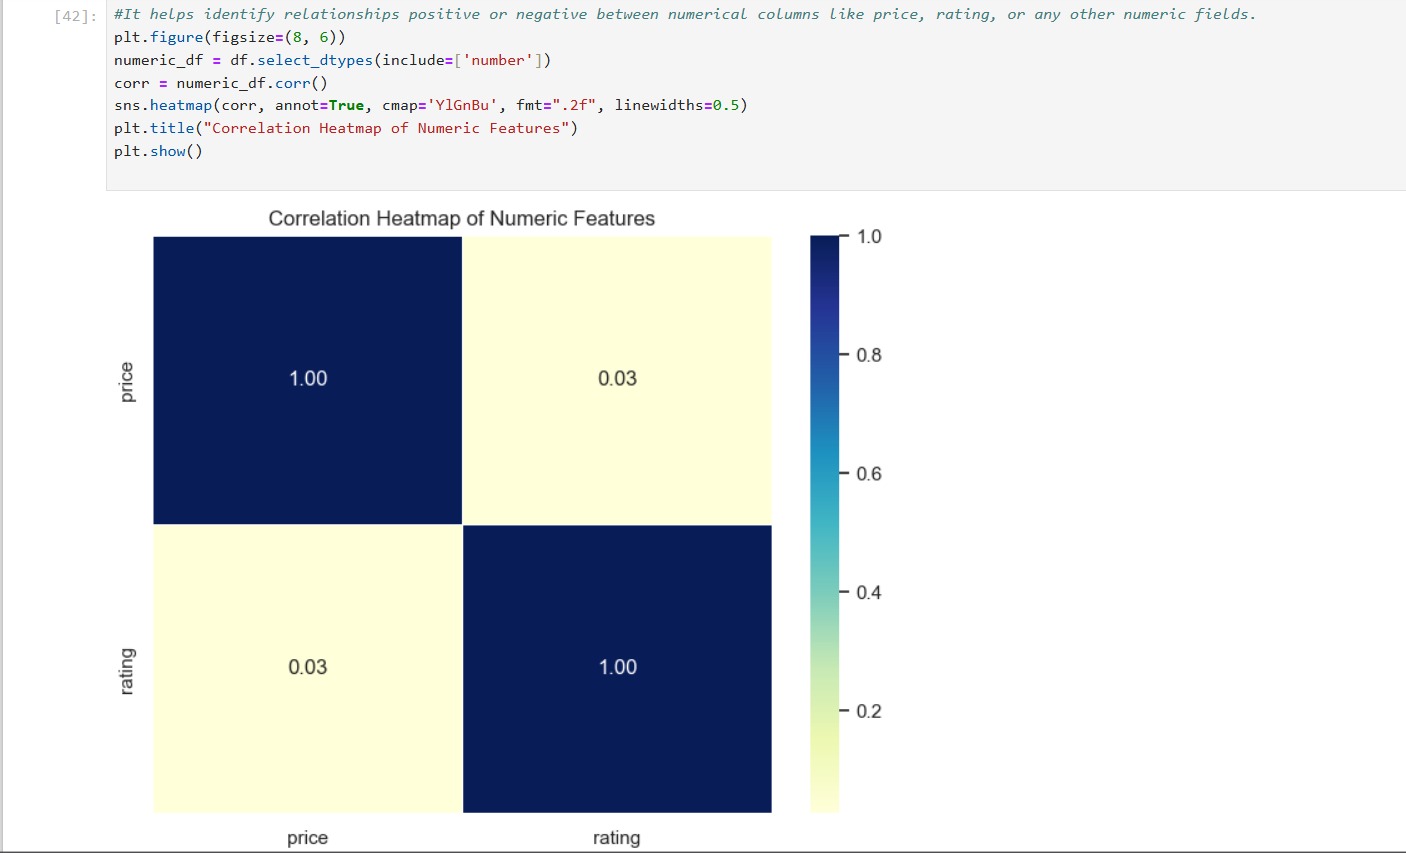 [42]: #It helps identify relationships positive or negative between numerical columns like price, rating, or any other numeric fields.
plt.figure(figsize=(8, 6))
numeric_df = df.select_dtypes(include=['number'])
corr = numeric_df.corr()
sns.heatmap(corr, annot=True, cmap='YlGnBu', fmt=".2f", linewidths=0.5)
plt.title("Correlation Heatmap of Numeric Features")
plt.show()
Correlation Heatmap of Numeric Features
1.0
0.8
price 1.00 0.03
0.6
0.4
rating 0.03 1.00
0.2
price rating